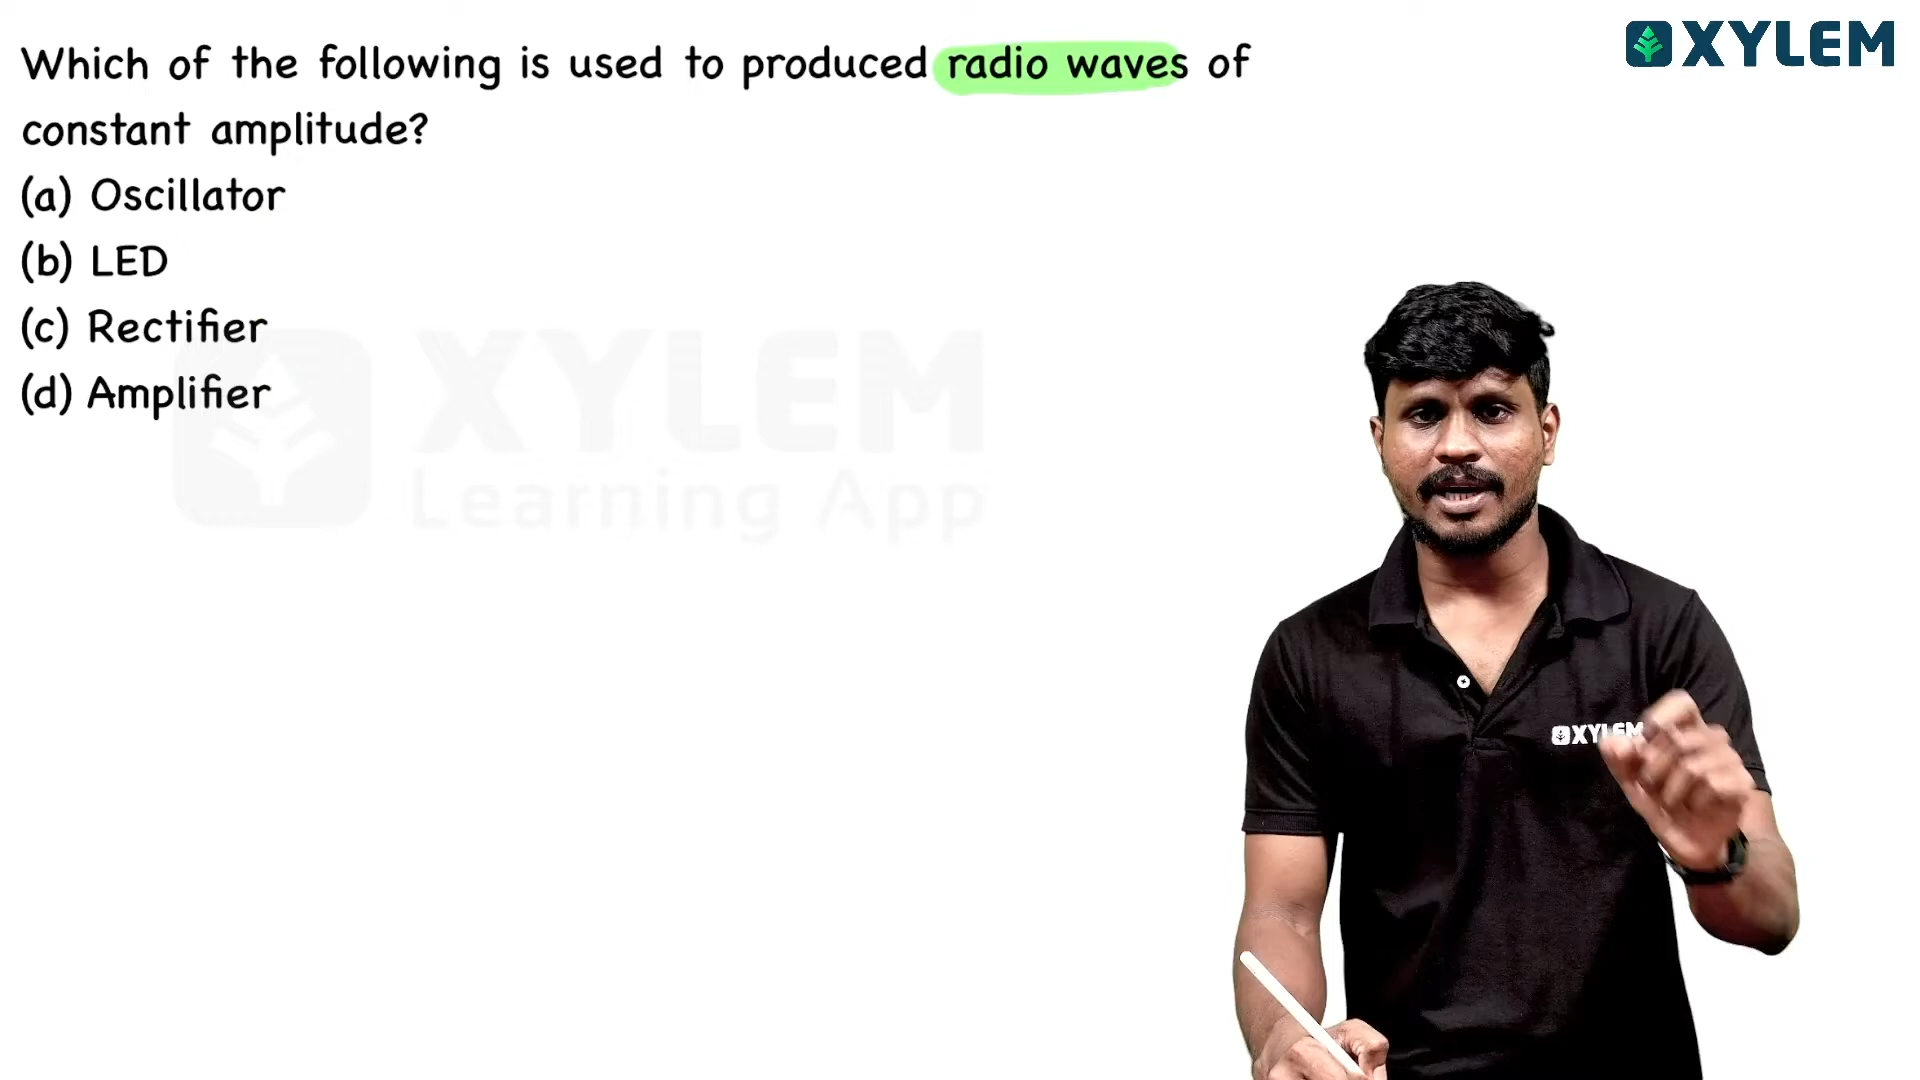 Which of the following is used to produced radio waves of
constant amplitude?
(a) Oscillator
(b) LED
(c) Rectifier
(d) Amplifier
XYLEM
XYLEM
Learning App
XYLEM